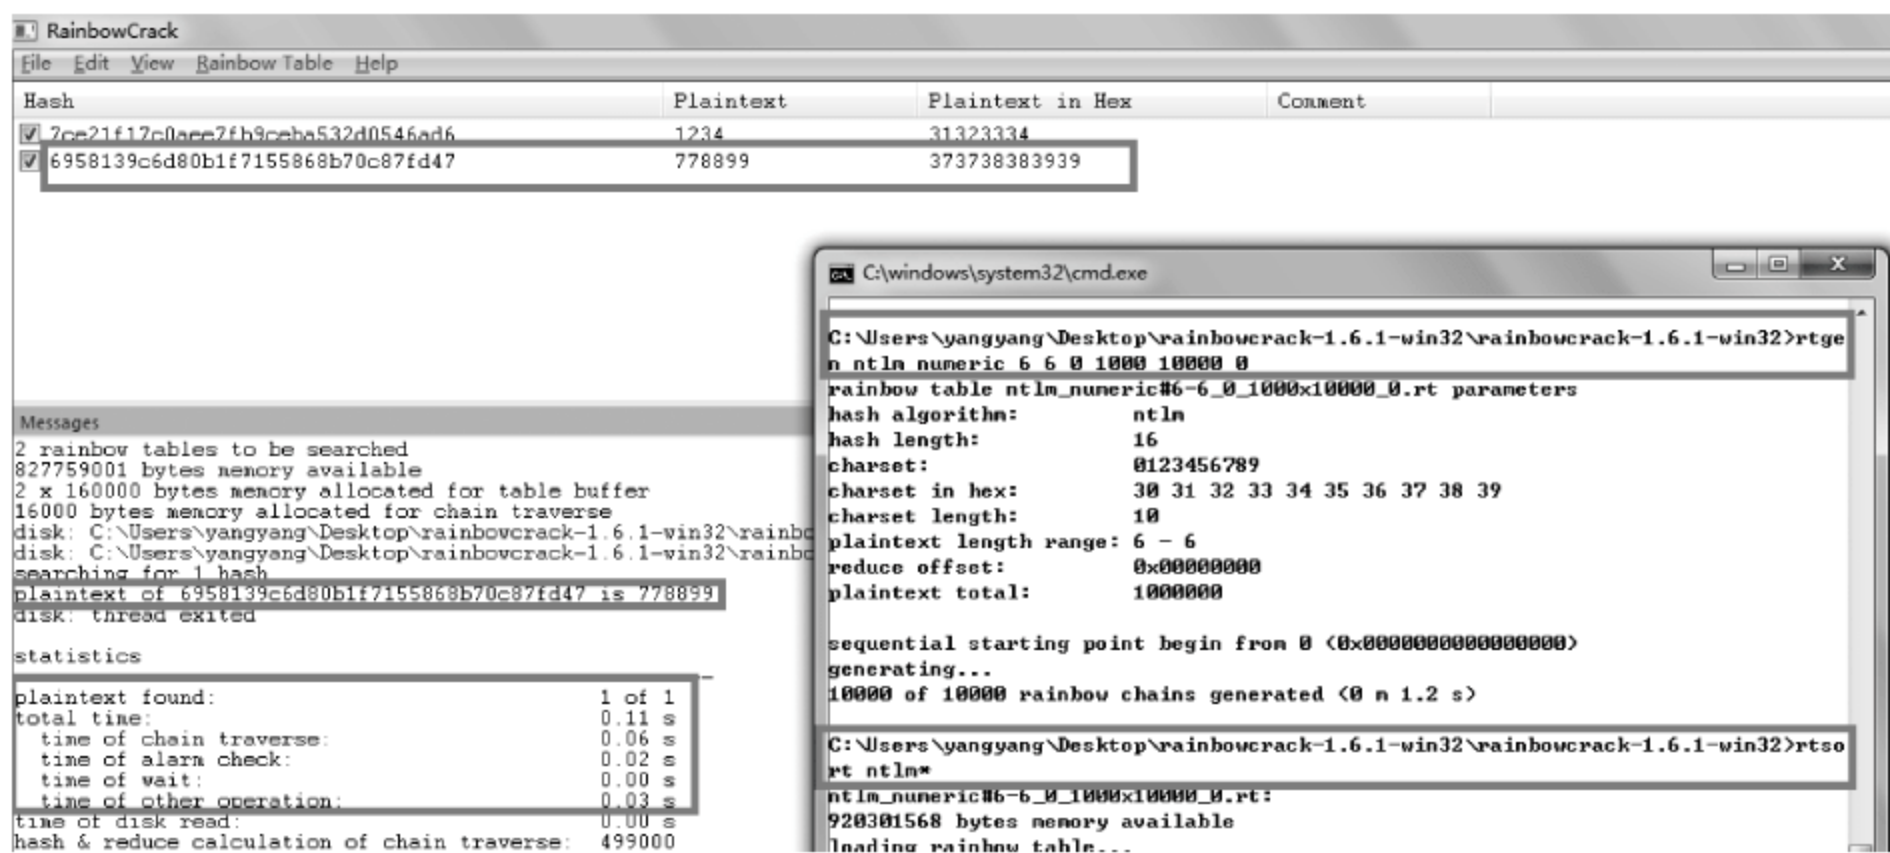 RainbowCrack
File Edit View Rainbow Table Help
Hash Plaintext Plaintext in Hex Comment
7ce21f17c0aee7fb9ceba532d0546ad6 1234 31323334
6958139c6d80b1f7155868b70c87fd47 778899 373738383939
Messages
2 rainbow tables to be searched
827759001 bytes memory available
2 x 160000 bytes memory allocated for table buffer
16000 bytes memory allocated for chain traverse
disk: C:\Users\yangyang\Desktop\rainbowcrack-1.6.1-win32\rainbo
disk: C:\Users\yangyang\Desktop\rainbowcrack-1.6.1-win32\rainbo
searching for 1 hash
plaintext of 6958139c6d80b1f7155868b70c87fd47 is 778899
disk: thread exited
statistics
plaintext found: 1 of 1
total time: 0.11 s
time of chain traverse: 0.06 s
time of alarm check: 0.02 s
time of wait: 0.00 s
time of other operation: 0.03 s
time of disk read: 0.00 s
hash & reduce calculation of chain traverse: 499000
C:\windows\system32\cmd.exe
C:\Users\yangyang\Desktop\rainbowcrack-1.6.1-win32\rainbowcrack-1.6.1-win32>rtge
n ntlm numeric 6 6 0 1000 10000 0
rainbow table ntlm_numeric#6-6_0_1000x10000_0.rt parameters
hash algorithm: ntlm
hash length: 16
charset: 0123456789
charset in hex: 30 31 32 33 34 35 36 37 38 39
charset length: 10
plaintext length range: 6 - 6
reduce offset: 0x00000000
plaintext total: 1000000
sequential starting point begin from 0 (0x0000000000000000)
generating...
10000 of 10000 rainbow chains generated (0 m 1.2 s)
C:\Users\yangyang\Desktop\rainbowcrack-1.6.1-win32\rainbowcrack-1.6.1-win32>rtso
rt ntlm*
ntlm_numeric#6-6_0_1000x10000_0.rt:
920301568 bytes memory available
loading rainbow table...